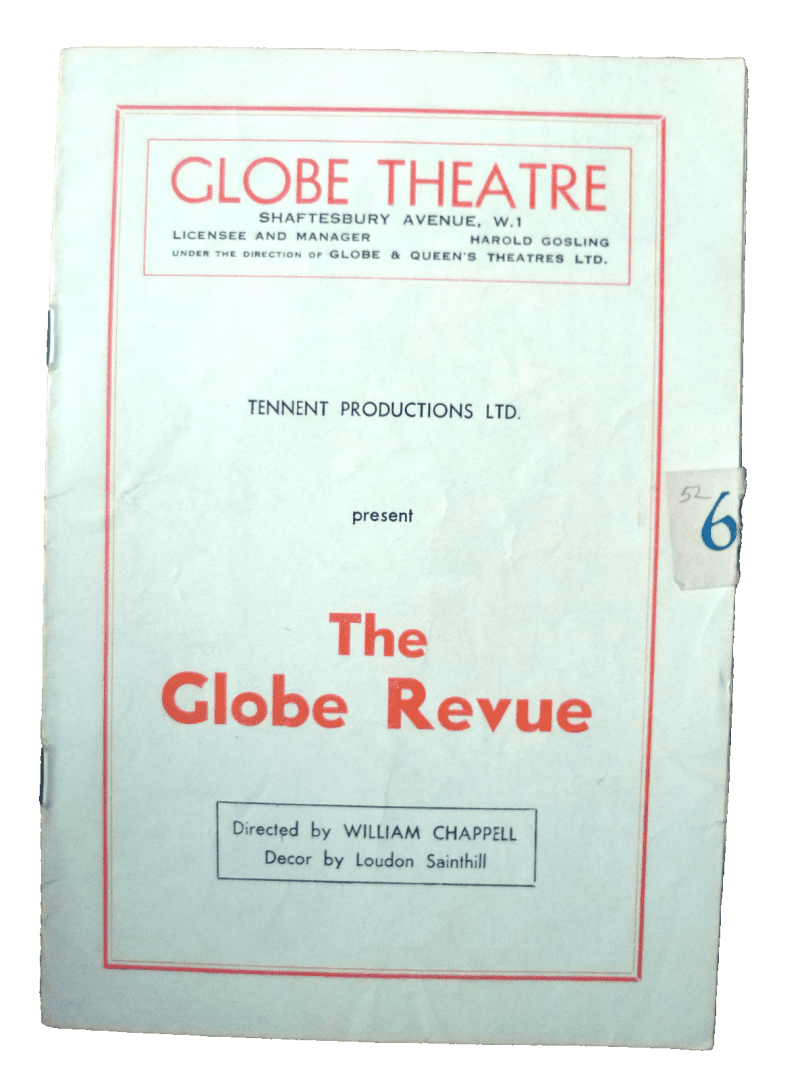 GLOBE THEATRE
SHAFTESBURY AVENUE, W.1
LICENSEE AND MANAGER HAROLD GOSLING
UNDER THE DIRECTION OF GLOBE & QUEEN'S THEATRES LTD.
TENNENT PRODUCTIONS LTD.
present
52
6
The
Globe Revue
Directed by WILLIAM CHAPPELL
Decor by Loudon Sainthill